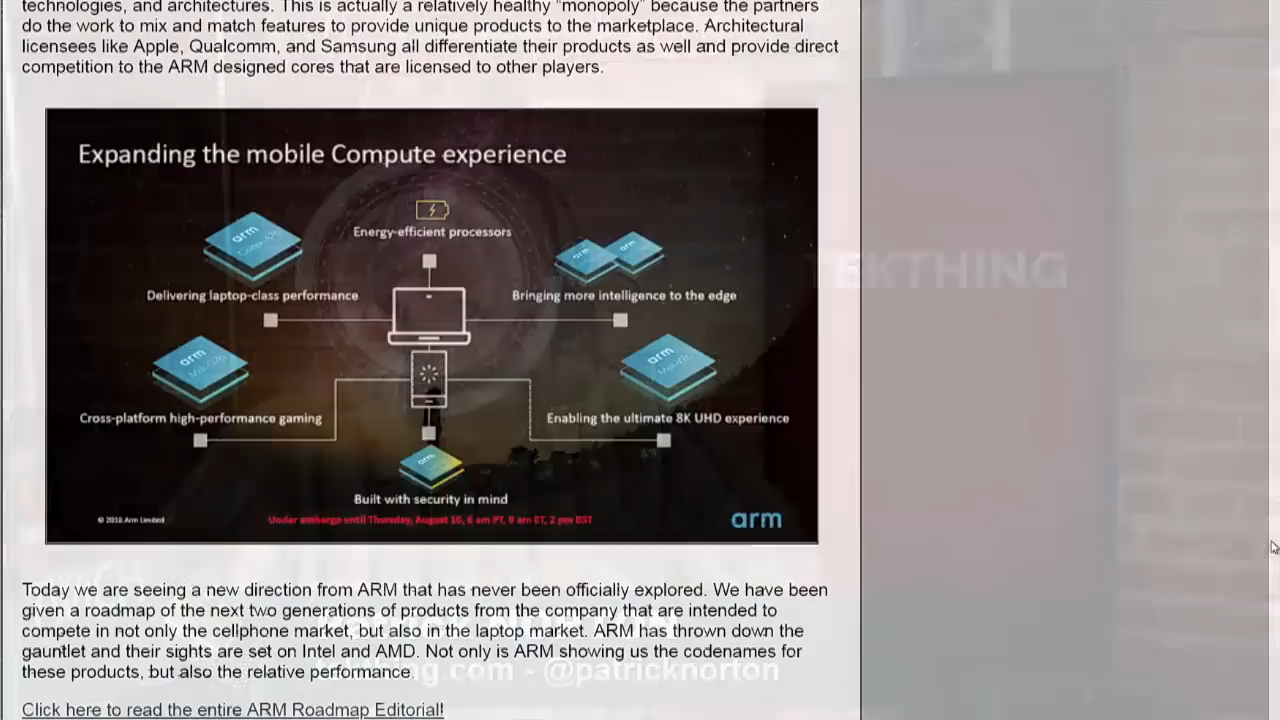 technologies, and architectures. This is actually a relatively healthy “monopoly” because the partners
do the work to mix and match features to provide unique products to the marketplace. Architectural
licensees like Apple, Qualcomm, and Samsung all differentiate their products as well and provide direct
competition to the ARM designed cores that are licensed to other players.
Expanding the mobile Compute experience
Energy-efficient processors
arm
arm
arm
Delivering laptop-class performance
Bringing more intelligence to the edge
TEKTHING
arm
arm
Cross-platform high-performance gaming
Enabling the ultimate 8K UHD experience
arm
Built with security in mind
© 2018 Arm Limited
Under embargo until Thursday, August 16, 6 am PT, 9 am ET, 2 pm BST
arm
Today we are seeing a new direction from ARM that has never been officially explored. We have been
given a roadmap of the next two generations of products from the company that are intended to
compete in not only the cellphone market, but also in the laptop market. ARM has thrown down the
gauntlet and their sights are set on Intel and AMD. Not only is ARM showing us the codenames for
these products, but also the relative performance.
Patrick Norton
tekthing.com - @patricknorton
Click here to read the entire ARM Roadmap Editorial!